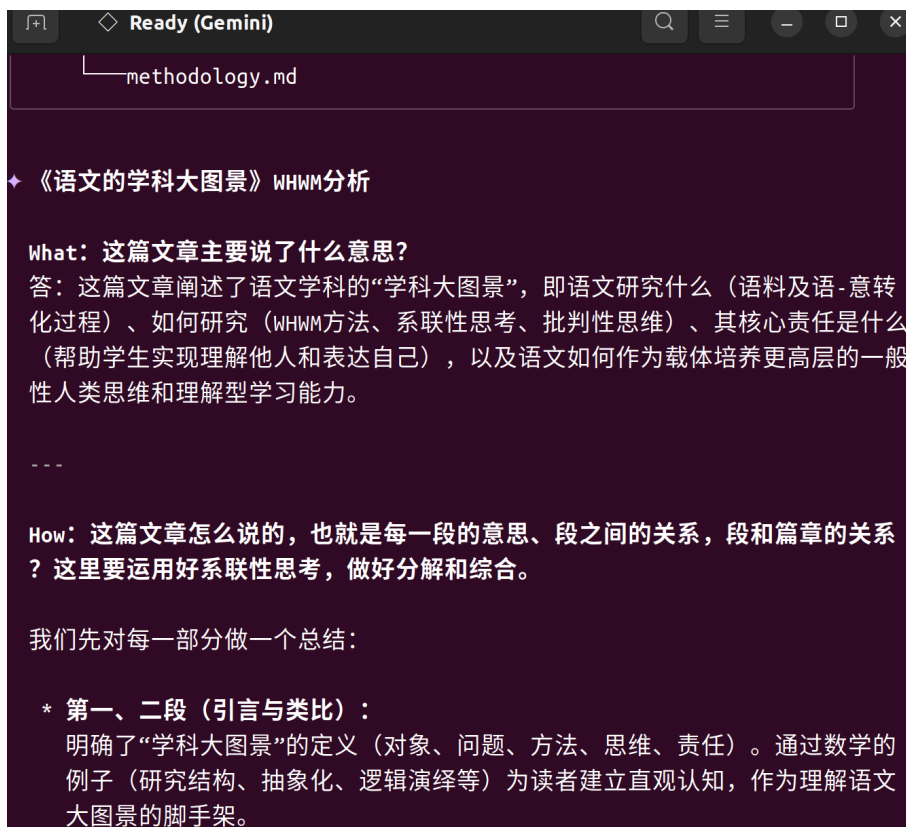 Ready (Gemini)
methodology.md
《语文的学科大图景》WHWM分析
What：这篇文章主要说了什么意思？
答：这篇文章阐述了语文学科的“学科大图景”，即语文研究什么（语料及语-意转
化过程）、如何研究（WHWM方法、系联性思考、批判性思维）、其核心责任是什么
（帮助学生实现理解他人和表达自己），以及语文如何作为载体培养更高层的一般
性人类思维和理解型学习能力。
---
How：这篇文章怎么说的，也就是每一段的意思、段之间的关系，段和篇章的关系
？这里要运用好系联性思考，做好分解和综合。
我们先对每一部分做一个总结：
* 第一、二段（引言与类比）：
明确了“学科大图景”的定义（对象、问题、方法、思维、责任）。通过数学的
例子（研究结构、抽象化、逻辑演绎等）为读者建立直观认知，作为理解语文
大图景的脚手架。